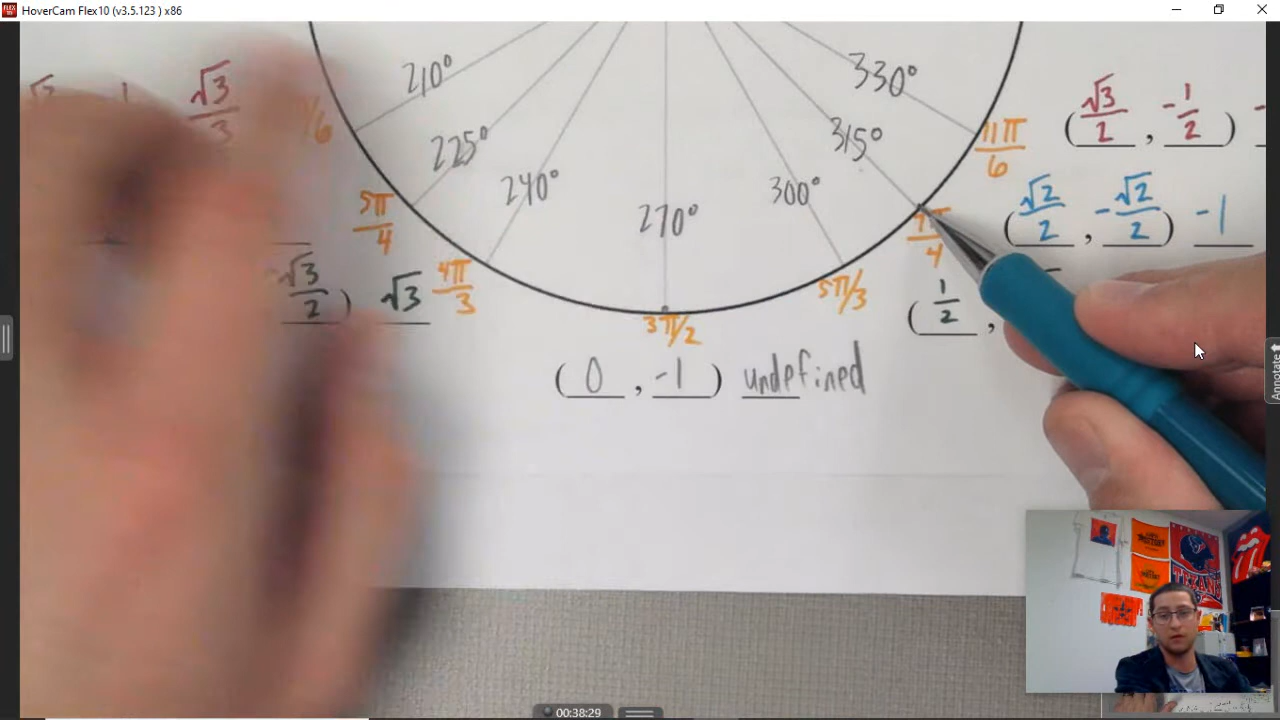 HoverCam Flex10 (v3.5.123 ) x86
210°
330°
√3/3
(√3/2, -1/2)
11π/6
225°
315°
240°
300°
270°
5π/4
7π/4
(√2/2, -√2/2) -1
√3/2) √3
4π/3
5π/3
(1/2,
3π/2
(0, -1) undefined
Annotate
TEXANS
00:38:29